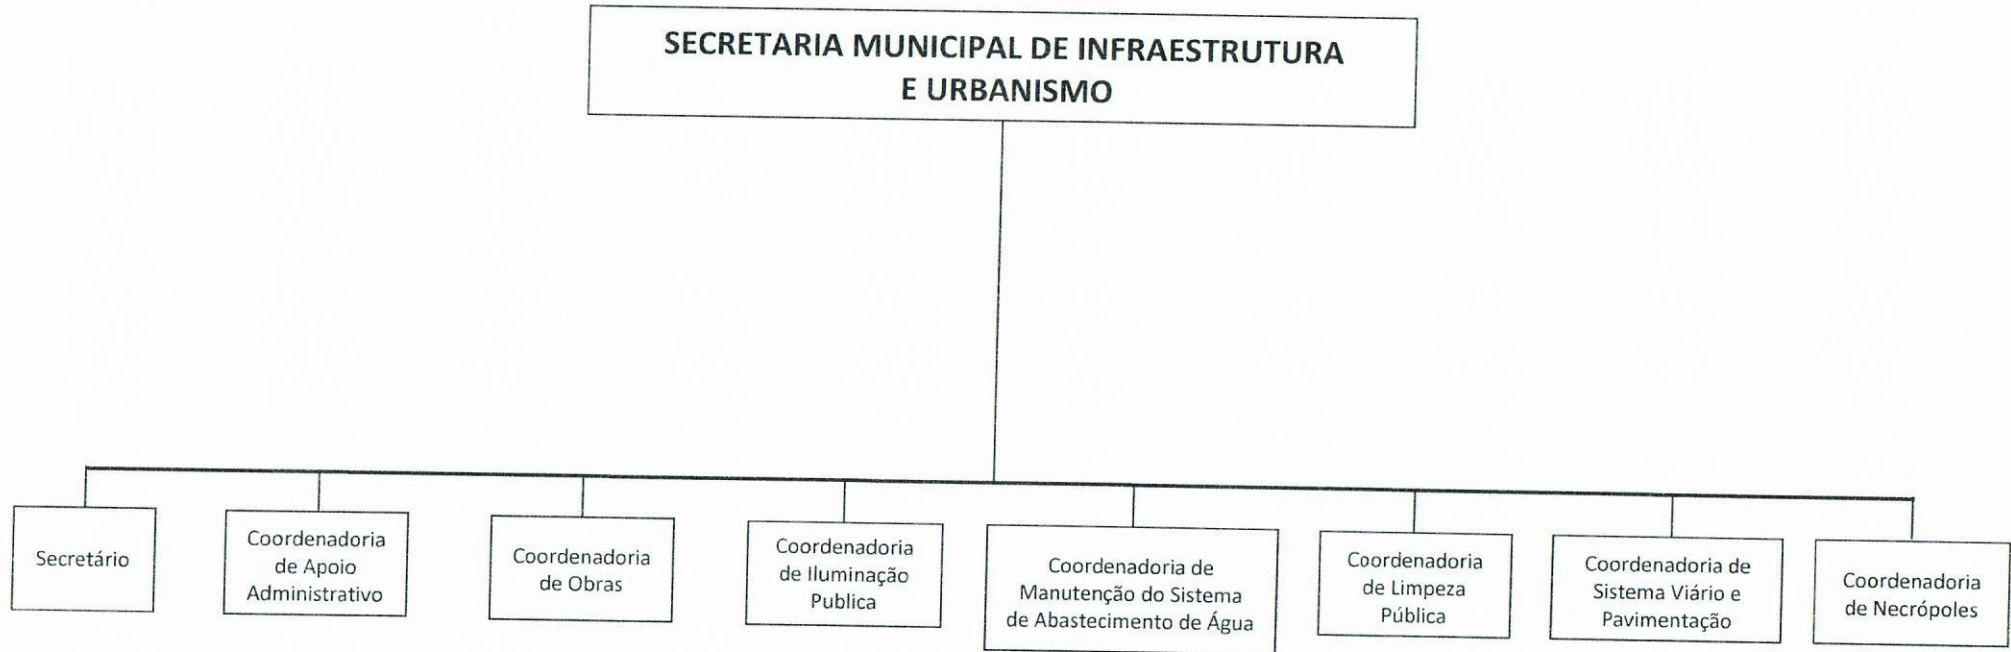 SECRETARIA MUNICIPAL DE INFRAESTRUTURA
E URBANISMO
Secretário
Coordenadoria
de Apoio
Administrativo
Coordenadoria
de Obras
Coordenadoria
de Iluminação
Publica
Coordenadoria de
Manutenção do Sistema
de Abastecimento de Água
Coordenadoria
de Limpeza
Pública
Coordenadoria de
Sistema Viário e
Pavimentação
Coordenadoria
de Necrópoles